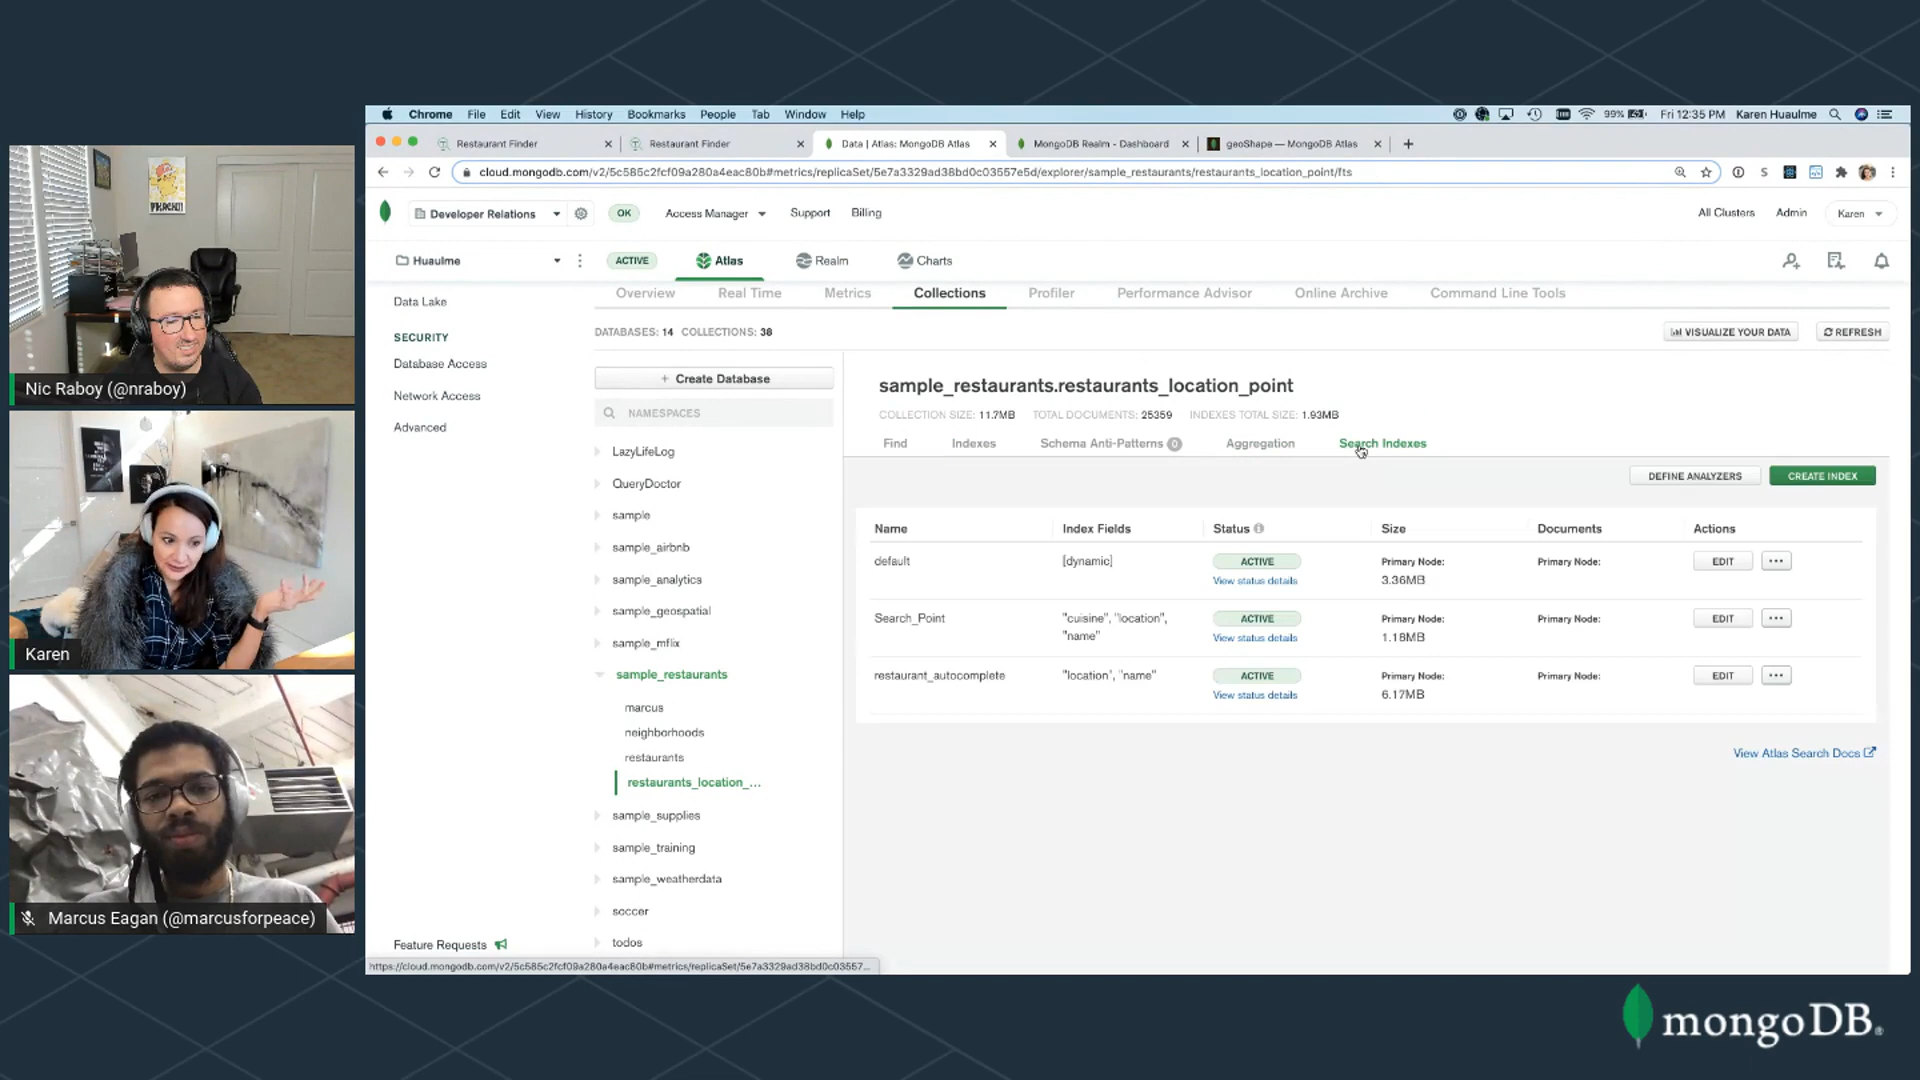 PIKACHU!
Nic Raboy (@nraboy)
Karen
Marcus Eagan (@marcusforpeace)
Chrome File Edit View History Bookmarks People Tab Window Help
99% Fri 12:35 PM Karen Huaulme
Restaurant Finder
Restaurant Finder
Data | Atlas: MongoDB Atlas
MongoDB Realm - Dashboard
geoShape — MongoDB Atlas
cloud.mongodb.com/v2/5c585c2fcf09a280a4eac80b#metrics/replicaSet/5e7a3329ad38bd0c03557e5d/explorer/sample_restaurants/restaurants_location_point/fts
Developer Relations
OK
Access Manager
Support
Billing
All Clusters
Admin
Karen
Huaulme
ACTIVE
Atlas
Realm
Charts
Data Lake
SECURITY
Database Access
Network Access
Advanced
Feature Requests
Overview
Real Time
Metrics
Collections
Profiler
Performance Advisor
Online Archive
Command Line Tools
DATABASES: 14 COLLECTIONS: 38
VISUALIZE YOUR DATA
REFRESH
+ Create Database
NAMESPACES
LazyLifeLog
QueryDoctor
sample
sample_airbnb
sample_analytics
sample_geospatial
sample_mflix
sample_restaurants
marcus
neighborhoods
restaurants
restaurants_location_...
sample_supplies
sample_training
sample_weatherdata
soccer
todos
sample_restaurants.restaurants_location_point
COLLECTION SIZE: 11.7MB TOTAL DOCUMENTS: 25359 INDEXES TOTAL SIZE: 1.93MB
Find
Indexes
Schema Anti-Patterns 0
Aggregation
Search Indexes
DEFINE ANALYZERS
CREATE INDEX
Name Index Fields Status Size Documents Actions
default [dynamic] ACTIVE Primary Node: Primary Node: EDIT ...
View status details 3.36MB
Search_Point "cuisine", "location", ACTIVE Primary Node: Primary Node: EDIT ...
"name" View status details 1.18MB
restaurant_autocomplete "location", "name" ACTIVE Primary Node: Primary Node: EDIT ...
View status details 6.17MB
View Atlas Search Docs
https://cloud.mongodb.com/v2/5c585c2fcf09a280a4eac80b#metrics/replicaSet/5e7a3329ad38bd0c03557...
mongoDB®